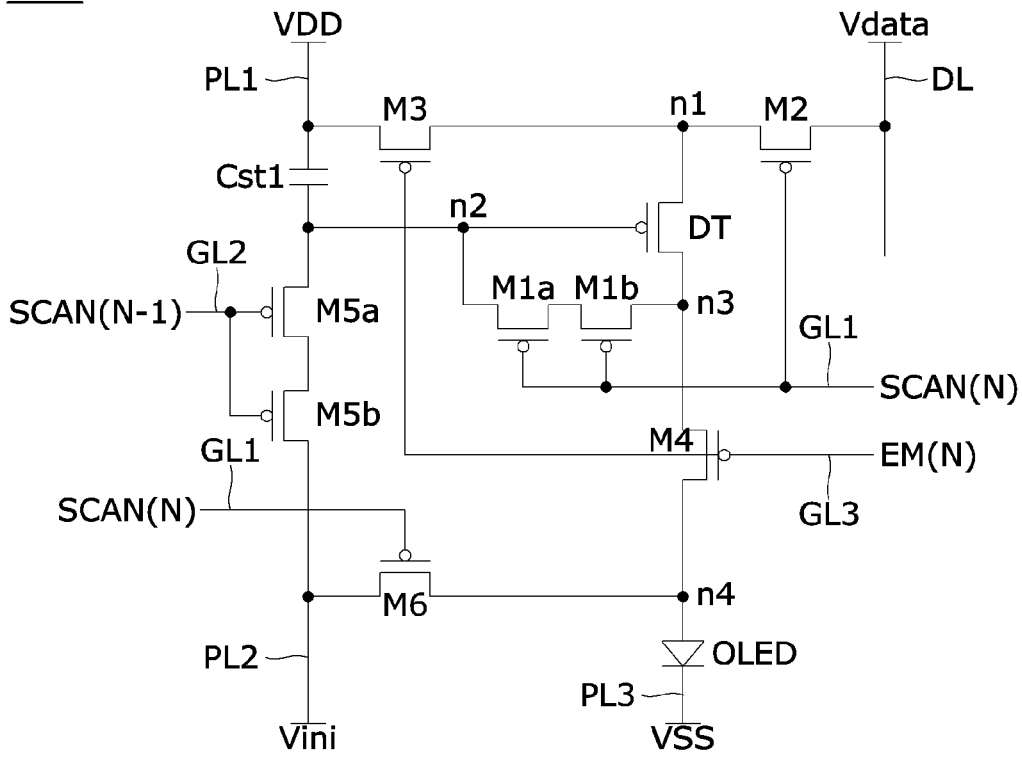 VDD
Vdata
PL1
DL
M3
n1
M2
Cst1
n2
DT
GL2
M1a
M1b
n3
SCAN(N-1)
M5a
GL1
SCAN(N)
M5b
M4
GL1
EM(N)
SCAN(N)
GL3
M6
n4
PL2
OLED
PL3
Vini
VSS